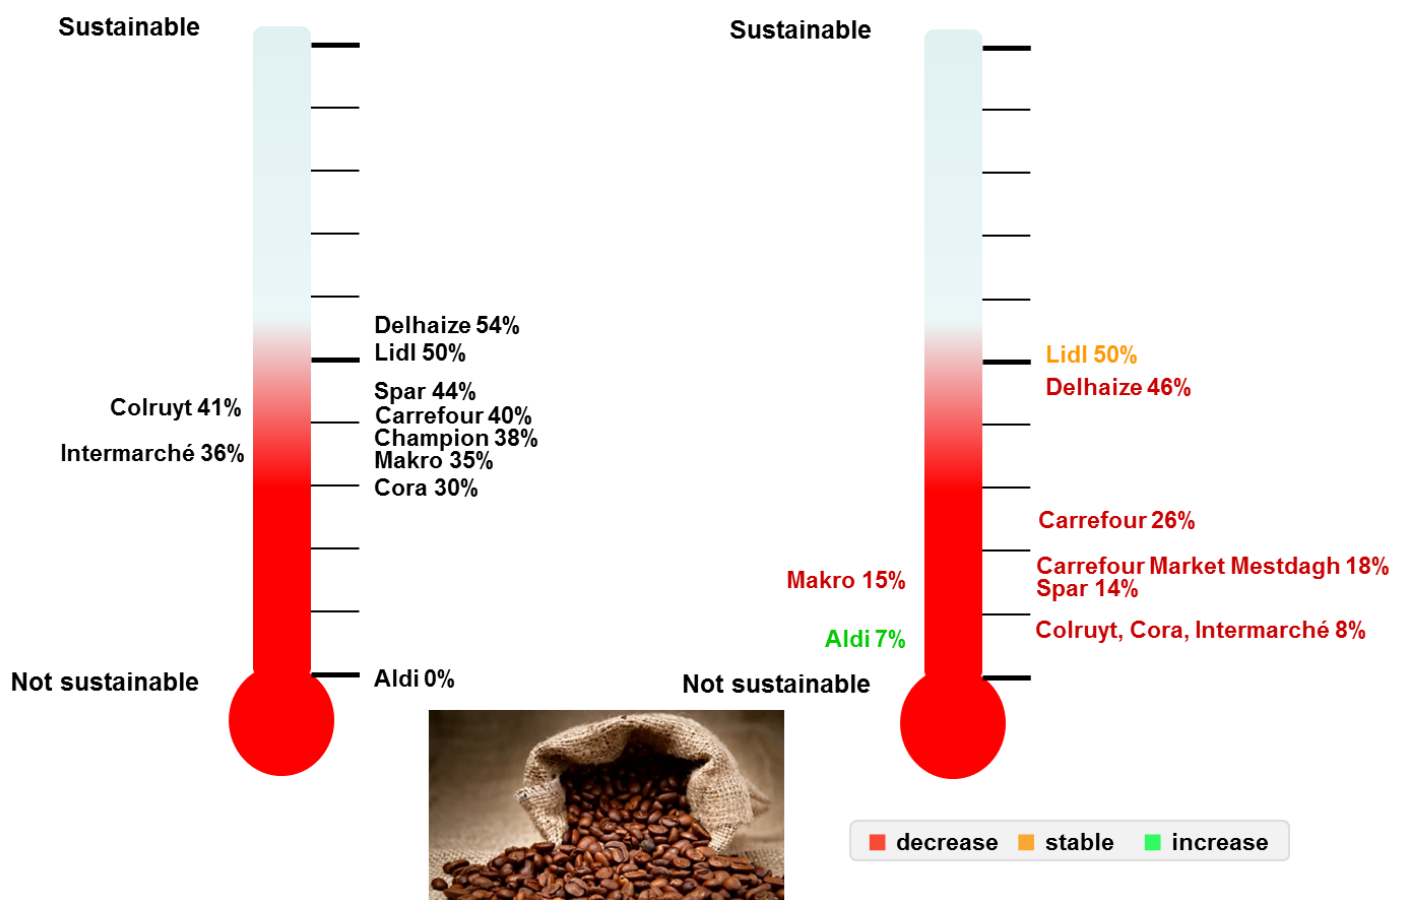 Sustainable
Delhaize 54%
Lidl 50%
Spar 44%
Colruyt 41%
Carrefour 40%
Champion 38%
Intermarché 36%
Makro 35%
Cora 30%
Not sustainable
Aldi 0%
Sustainable
Lidl 50%
Delhaize 46%
Carrefour 26%
Carrefour Market Mestdagh 18%
Makro 15%
Spar 14%
Colruyt, Cora, Intermarché 8%
Aldi 7%
Not sustainable
decrease stable increase